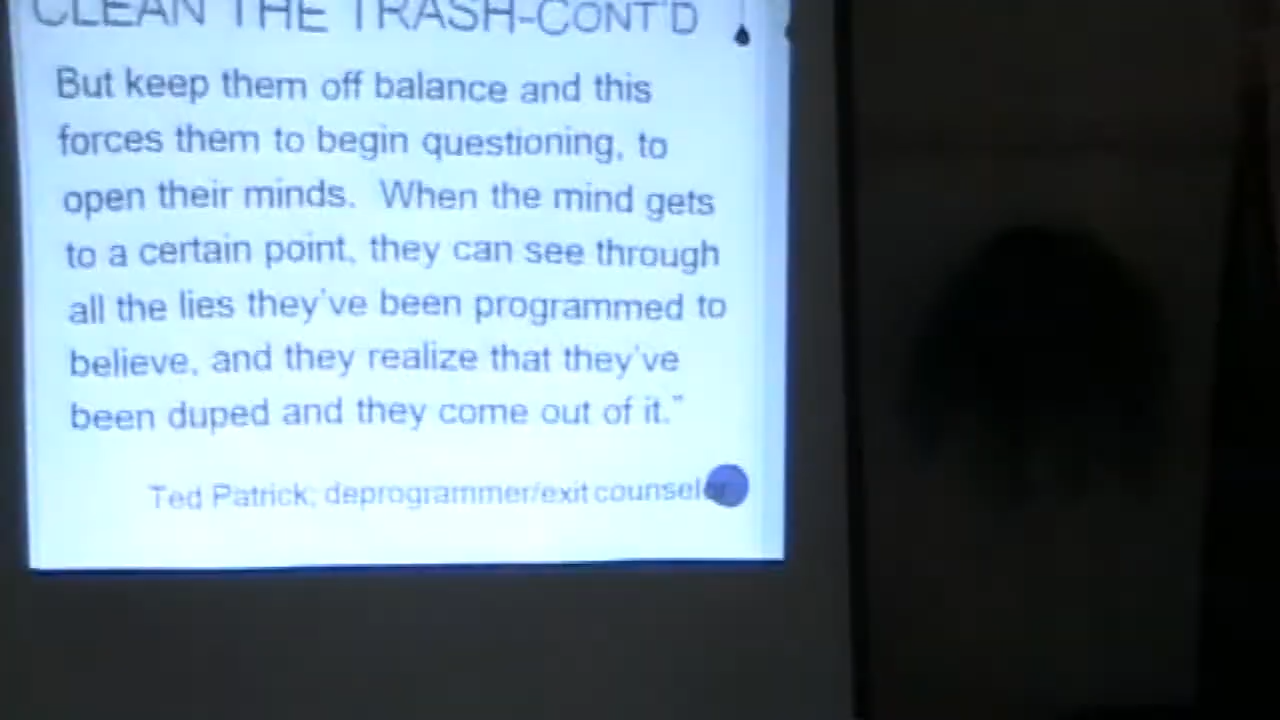 CLEAN THE TRASH-CONT'D
But keep them off balance and this
forces them to begin questioning, to
open their minds.  When the mind gets
to a certain point, they can see through
all the lies they've been programmed to
believe, and they realize that they've
been duped and they come out of it."
Ted Patrick; deprogrammer/exit counselor